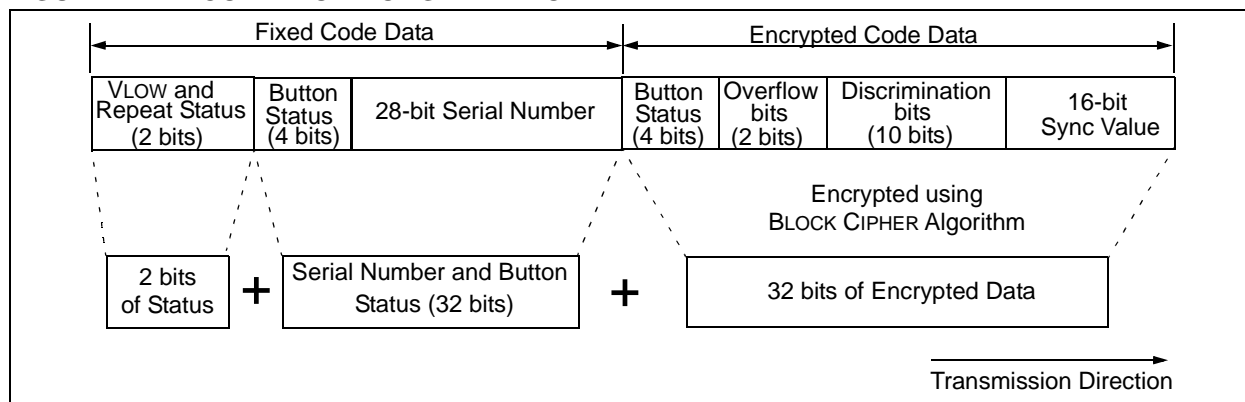 Fixed Code Data
Encrypted Code Data
VLOW and
Repeat Status
(2 bits)
Button
Status
(4 bits)
28-bit Serial Number
Button
Status
(4 bits)
Overflow
bits
(2 bits)
Discrimination
bits
(10 bits)
16-bit
Sync Value
Encrypted using
BLOCK CIPHER Algorithm
2 bits
of Status
+
Serial Number and Button
Status (32 bits)
+
32 bits of Encrypted Data
Transmission Direction